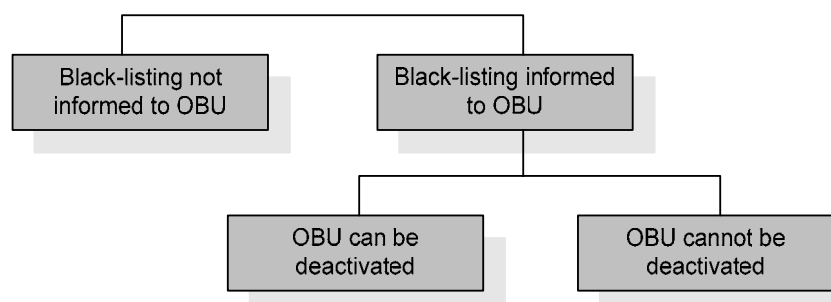 Black-listing not
informed to OBU
Black-listing informed
to OBU
OBU can be
deactivated
OBU cannot be
deactivated